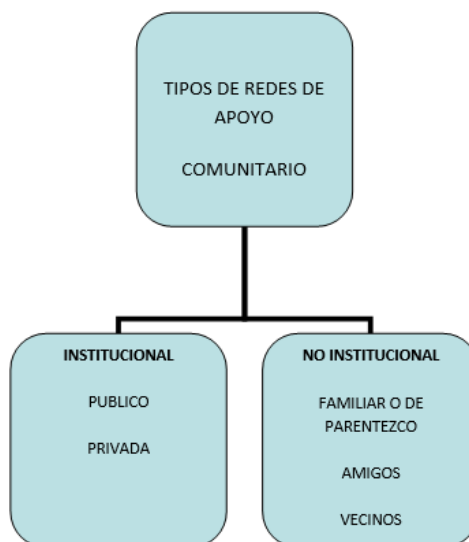 TIPOS DE REDES DE
APOYO
COMUNITARIO
INSTITUCIONAL
PUBLICO
PRIVADA
NO INSTITUCIONAL
FAMILIAR O DE
PARENTEZCO
AMIGOS
VECINOS